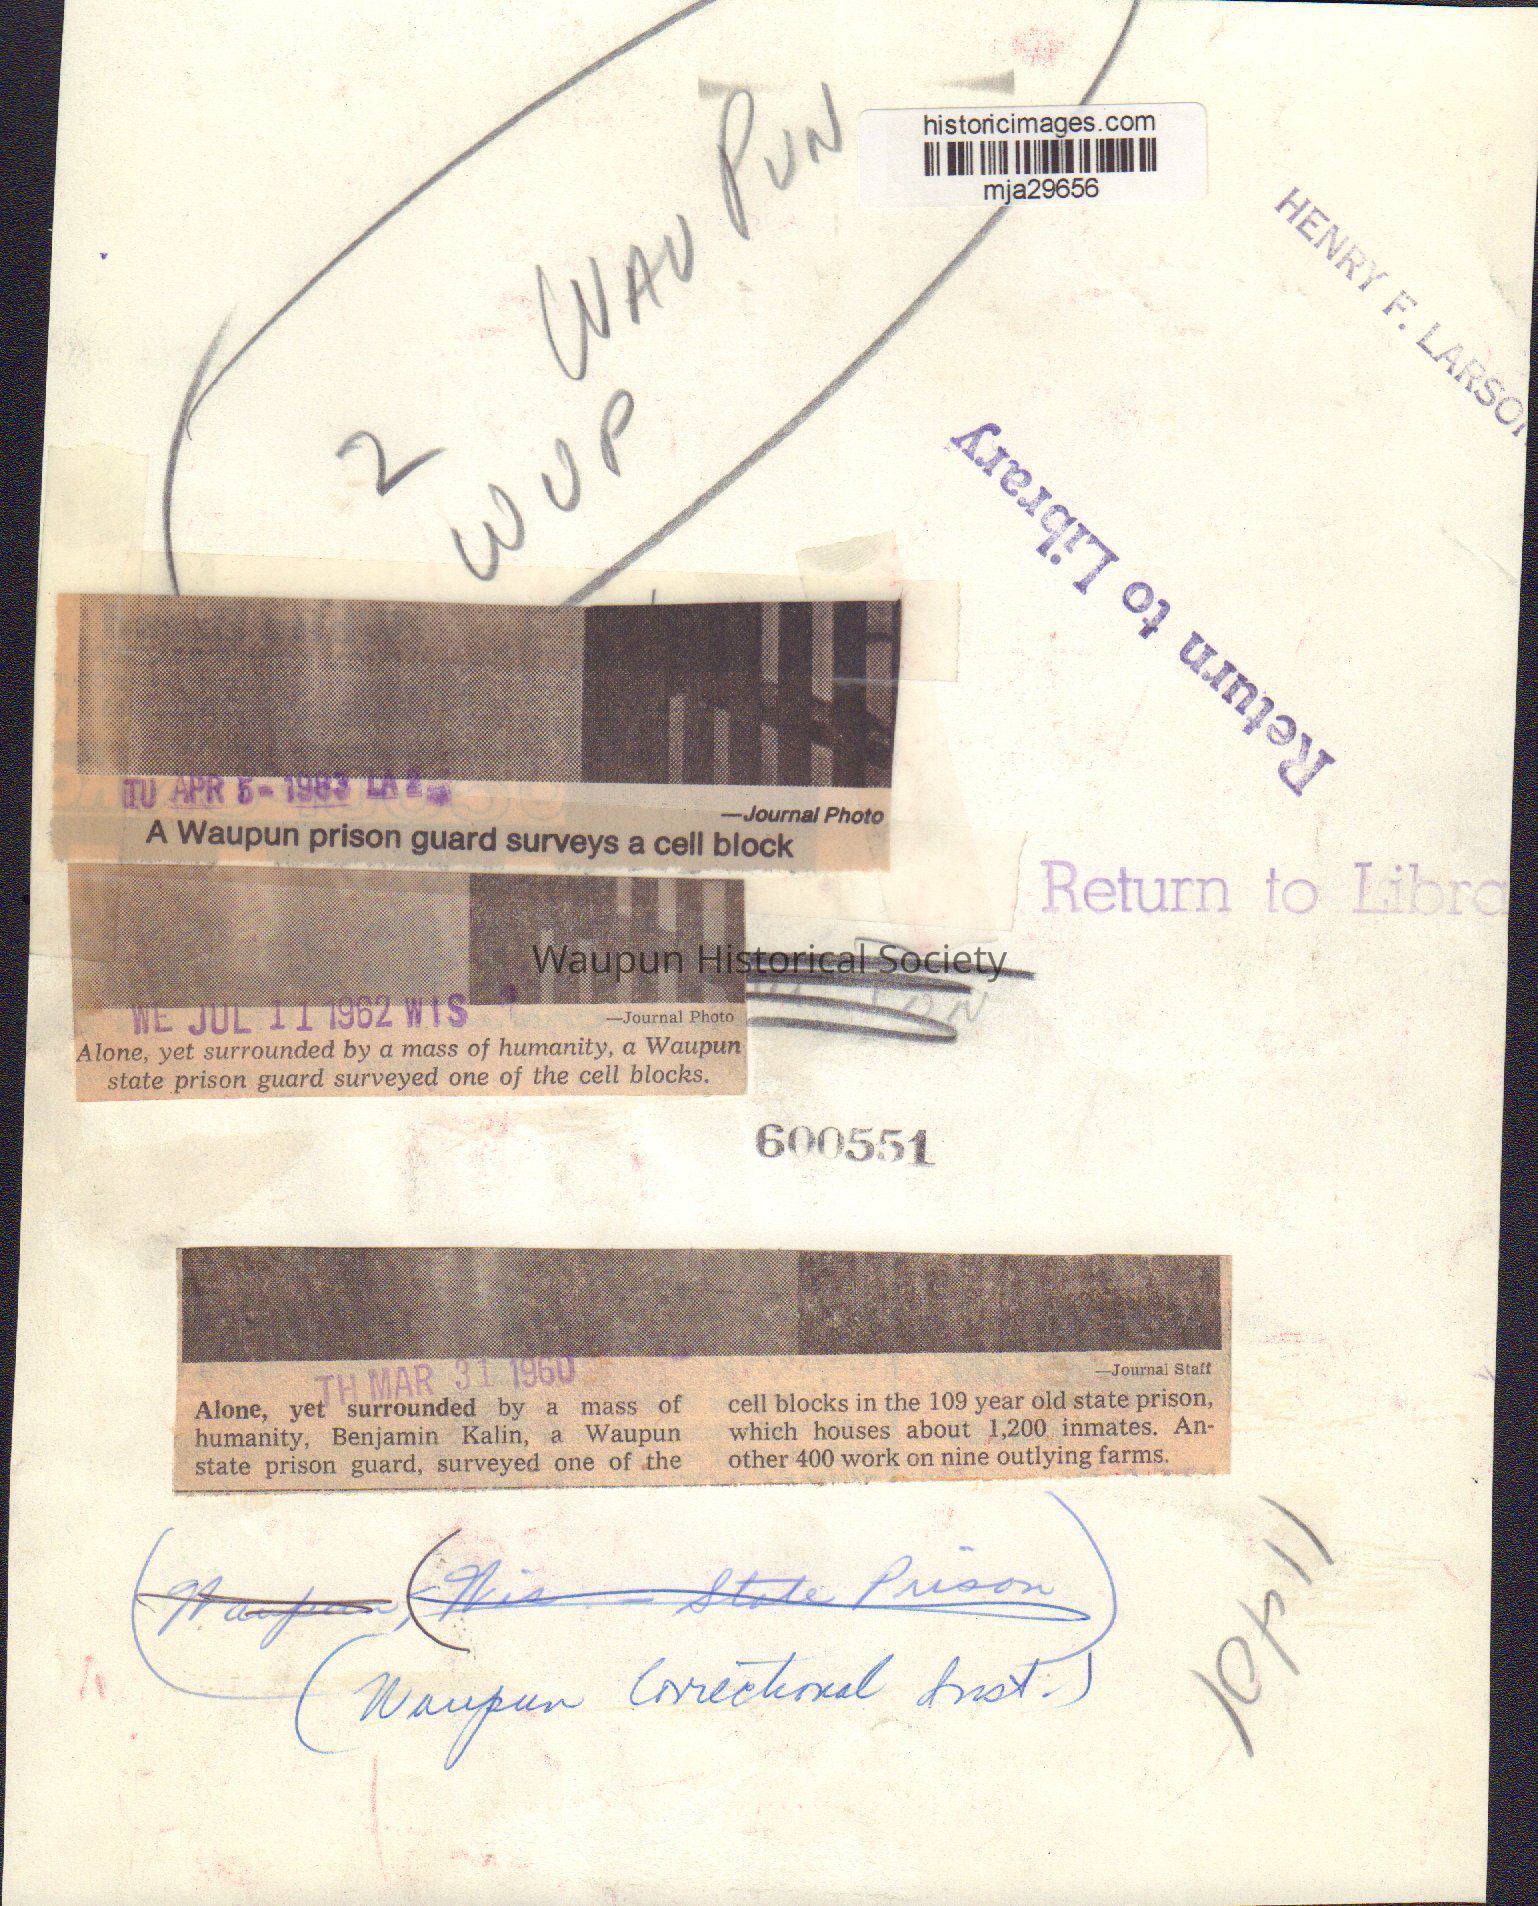 historicimages.com
mja29656
WAUPUN
2 WUP
HENRY F. LARSON
Return to Library
TU APR 5- 1983 LA 2
—Journal Photo
A Waupun prison guard surveys a cell block
Return to Libra
Waupun Historical Society
WE JUL 11 1962 WIS
—Journal Photo
Alone, yet surrounded by a mass of humanity, a Waupun
state prison guard surveyed one of the cell blocks.
600551
TH MAR 31 1960
—Journal Staff
Alone, yet surrounded by a mass of
humanity, Benjamin Kalin, a Waupun
state prison guard, surveyed one of the
cell blocks in the 109 year old state prison,
which houses about 1,200 inmates. An-
other 400 work on nine outlying farms.
Waupun, (Wis - State Prison)
(Waupun Correctional Inst.)